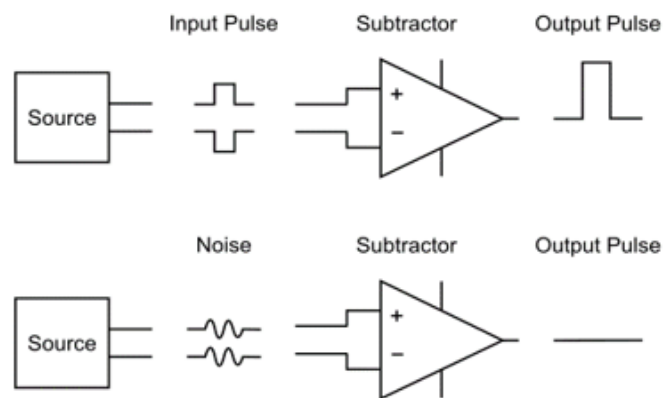 Input Pulse Subtractor Output Pulse
Source
+
−
Noise Subtractor Output Pulse
Source
+
−